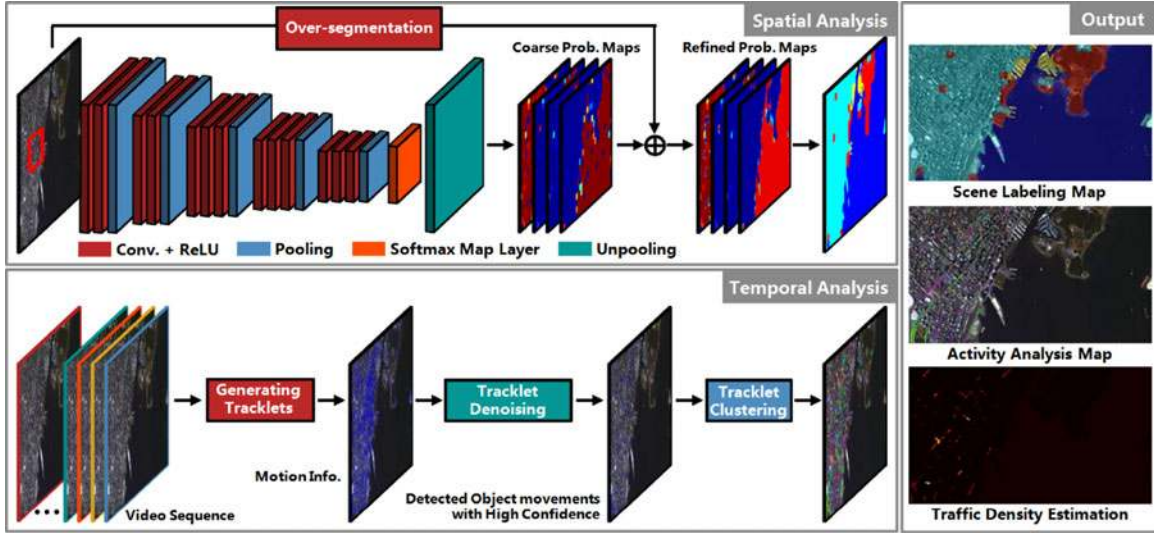 Spatial Analysis
Over-segmentation
Coarse Prob. Maps
Refined Prob. Maps
Conv. + ReLU
Pooling
Softmax Map Layer
Unpooling
Temporal Analysis
Generating
Tracklets
Tracklet
Denoising
Tracklet
Clustering
Motion Info.
Detected Object movements
with High Confidence
Video Sequence
Output
Scene Labeling Map
Activity Analysis Map
Traffic Density Estimation